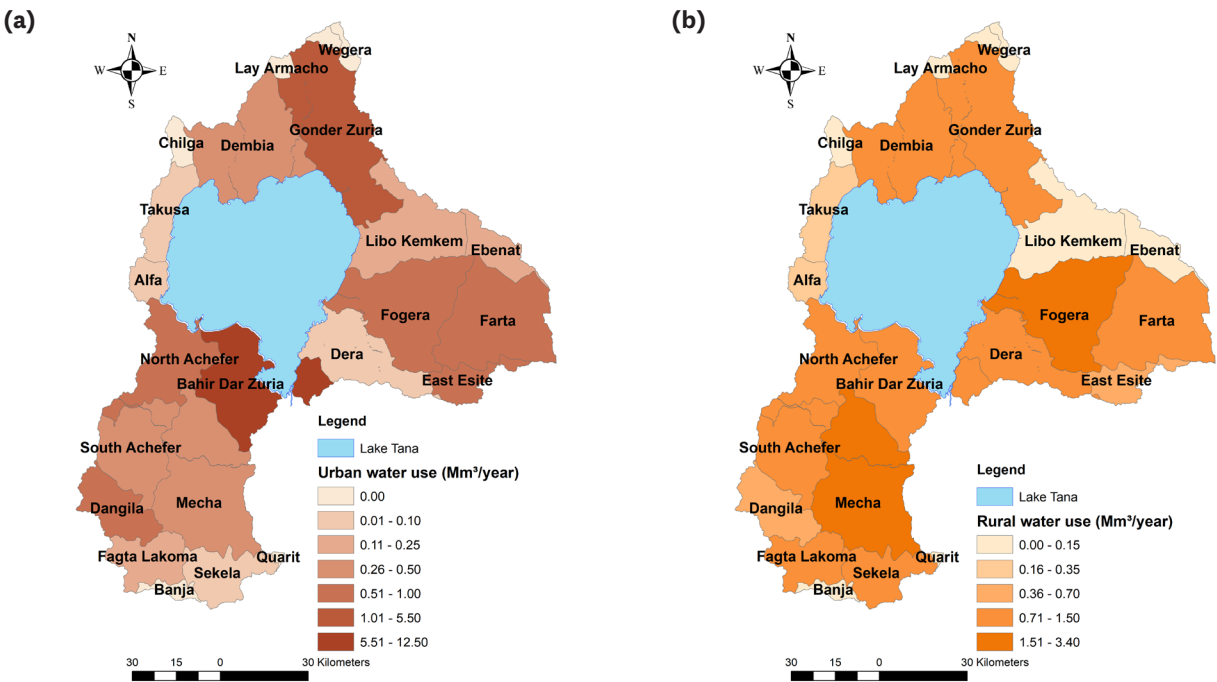 (a)
N
W
E
S
Wegera
Lay Armacho
Gonder Zuria
Chilga
Dembia
Takusa
Libo Kemkem
Ebenat
Alfa
Fogera
Farta
North Achefer
Dera
Bahir Dar Zuria
East Esite
South Achefer
Dangila
Mecha
Fagta Lakoma
Quarit
Sekela
Banja
Legend
Lake Tana
Urban water use (Mm³/year)
0.00
0.01 - 0.10
0.11 - 0.25
0.26 - 0.50
0.51 - 1.00
1.01 - 5.50
5.51 - 12.50
30 15 0 30 Kilometers
(b)
N
W
E
S
Wegera
Lay Armacho
Gonder Zuria
Chilga
Dembia
Takusa
Libo Kemkem
Ebenat
Alfa
Fogera
Farta
North Achefer
Dera
Bahir Dar Zuria
East Esite
South Achefer
Dangila
Mecha
Fagta Lakoma
Quarit
Sekela
Banja
Legend
Lake Tana
Rural water use (Mm³/year)
0.00 - 0.15
0.16 - 0.35
0.36 - 0.70
0.71 - 1.50
1.51 - 3.40
30 15 0 30 Kilometers